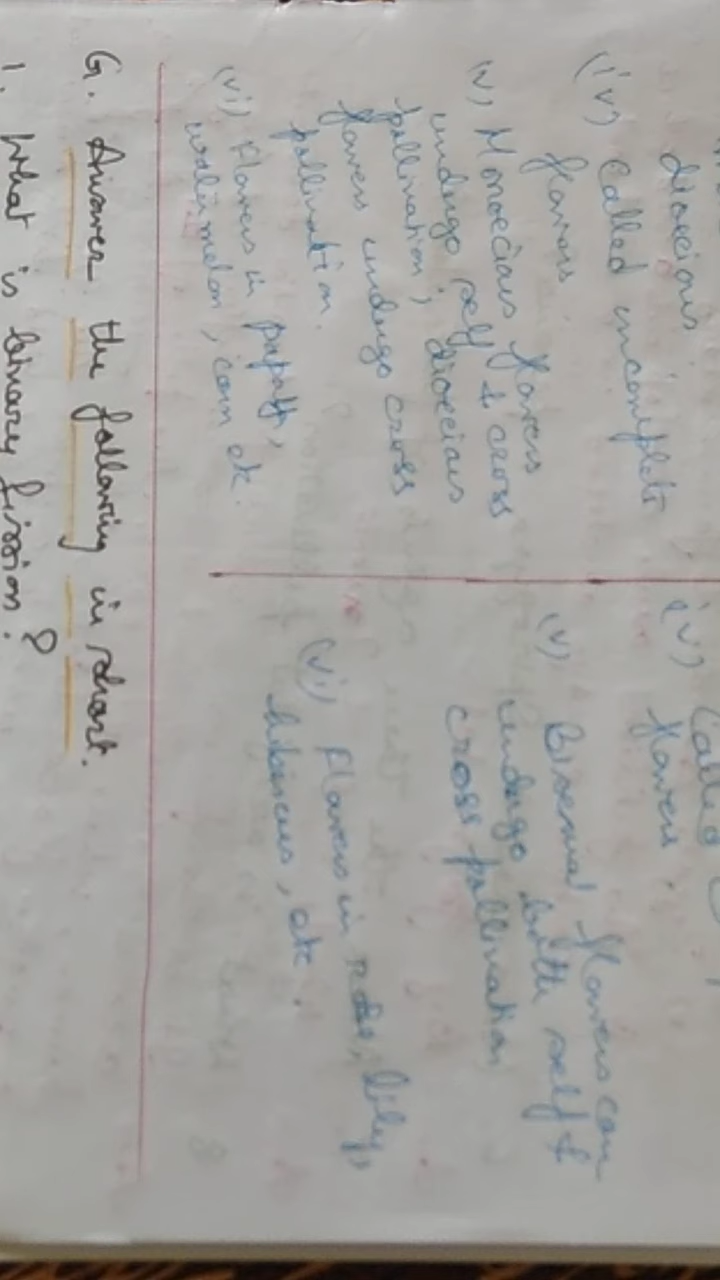 dioecious
(iv) Called incomplete
flowers.
(v) Monoecious flowers
undergo self & cross
pollination; dioecious
flowers undergo cross
pollination.
(vi) Flowers in papaya,
watermelon, corn etc.
(iv) Called
flowers.
(v) Bisexual flowers can
undergo both self &
cross pollination
(vi) Flowers in rose, lily,
hibiscus, etc.
G. Answer the following in short.
1. What is binary fission?